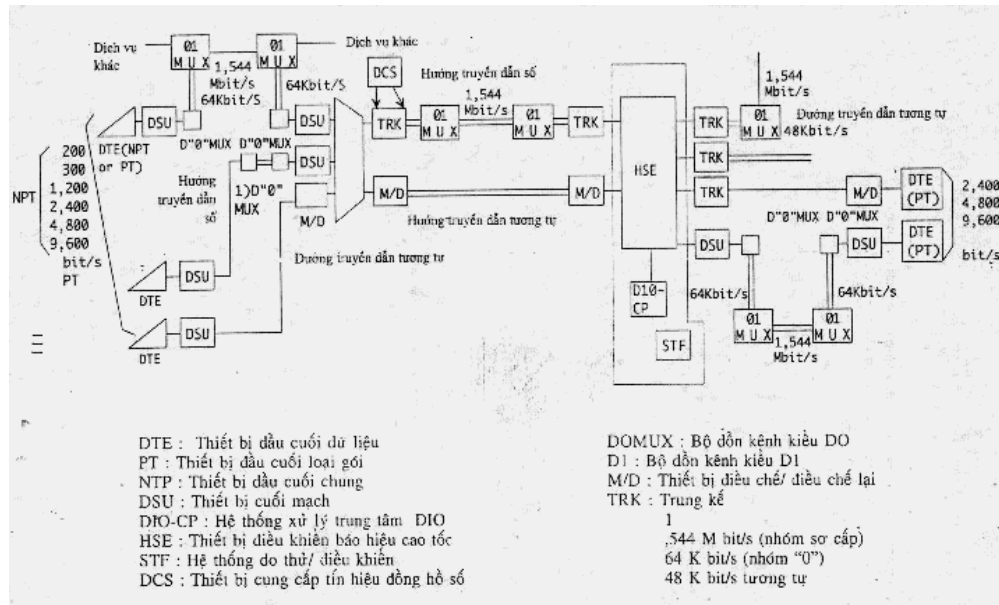 Dịch vụ khác
01 MUX
01 MUX
Dịch vụ khác
1,544 Mbit/s
64Kbit/S
64Kbit/S
DCS
Hướng truyền dẫn số
1,544 Mbit/s
TRK
01 MUX
01 MUX
TRK
HSE
TRK
01 MUX
1,544 Mbit/s
Đường truyền dẫn tương tự
48Kbit/s
DSU
DSU
DTE(NPT or PT)
D"0"MUX D"0"MUX
DSU
TRK
NPT
200
300
1,200
2,400
4,800
9,600
bit/s
PT
Hướng truyền dẫn số
1)D"0" MUX
M/D
M/D
M/D
Hướng truyền dẫn tương tự
TRK
M/D
DTE (PT)
2,400
4,800
9,600
bit/s
D"0"MUX D"0"MUX
DSU
DSU
DTE (PT)
Đường truyền dẫn tương tự
DSU
DTE
DSU
DTE
D10-CP
STF
64Kbit/s
64Kbit/s
01 MUX
01 MUX
1,544 Mbit/s
DTE : Thiết bị đầu cuối dữ liệu
PT : Thiết bị đầu cuối loại gói
NTP : Thiết bị đầu cuối chung
DSU : Thiết bị cuối mạch
DIO-CP : Hệ thống xử lý trung tâm DIO
HSE : Thiết bị điều khiển báo hiệu cao tốc
STF : Hệ thống đo thử/ điều khiển
DCS : Thiết bị cung cấp tín hiệu đồng hồ số
DOMUX : Bộ dồn kênh kiểu DO
D1 : Bộ dồn kênh kiểu D1
M/D : Thiết bị điều chế/ điều chế lại
TRK : Trung kế
1
,544 M bit/s (nhóm sơ cấp)
64 K bit/s (nhóm "0")
48 K bit/s tương tự